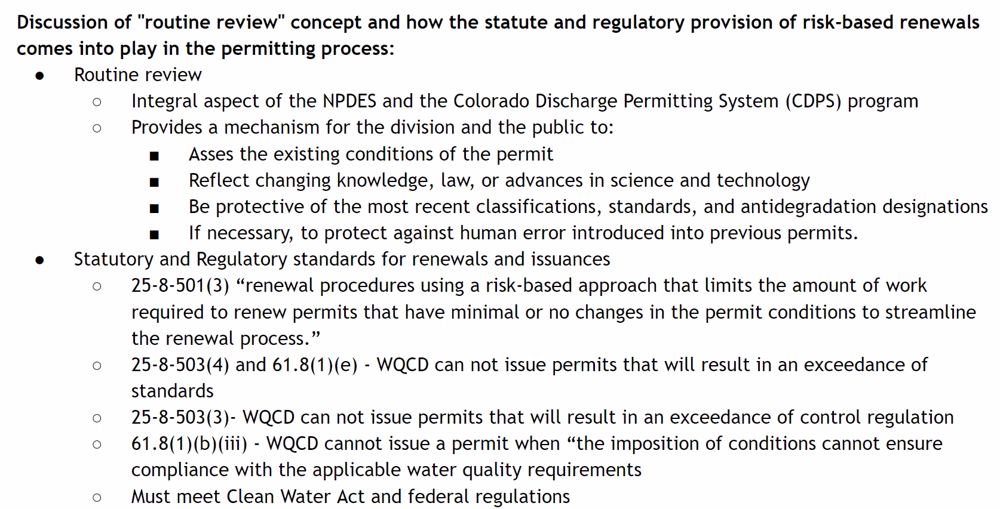 Discussion of "routine review" concept and how the statute and regulatory provision of risk-based renewals
comes into play in the permitting process:
● Routine review
○ Integral aspect of the NPDES and the Colorado Discharge Permitting System (CDPS) program
○ Provides a mechanism for the division and the public to:
■ Asses the existing conditions of the permit
■ Reflect changing knowledge, law, or advances in science and technology
■ Be protective of the most recent classifications, standards, and antidegradation designations
■ If necessary, to protect against human error introduced into previous permits.
● Statutory and Regulatory standards for renewals and issuances
○ 25-8-501(3) “renewal procedures using a risk-based approach that limits the amount of work
required to renew permits that have minimal or no changes in the permit conditions to streamline
the renewal process.”
○ 25-8-503(4) and 61.8(1)(e) - WQCD can not issue permits that will result in an exceedance of
standards
○ 25-8-503(3)- WQCD can not issue permits that will result in an exceedance of control regulation
○ 61.8(1)(b)(iii) - WQCD cannot issue a permit when “the imposition of conditions cannot ensure
compliance with the applicable water quality requirements
○ Must meet Clean Water Act and federal regulations